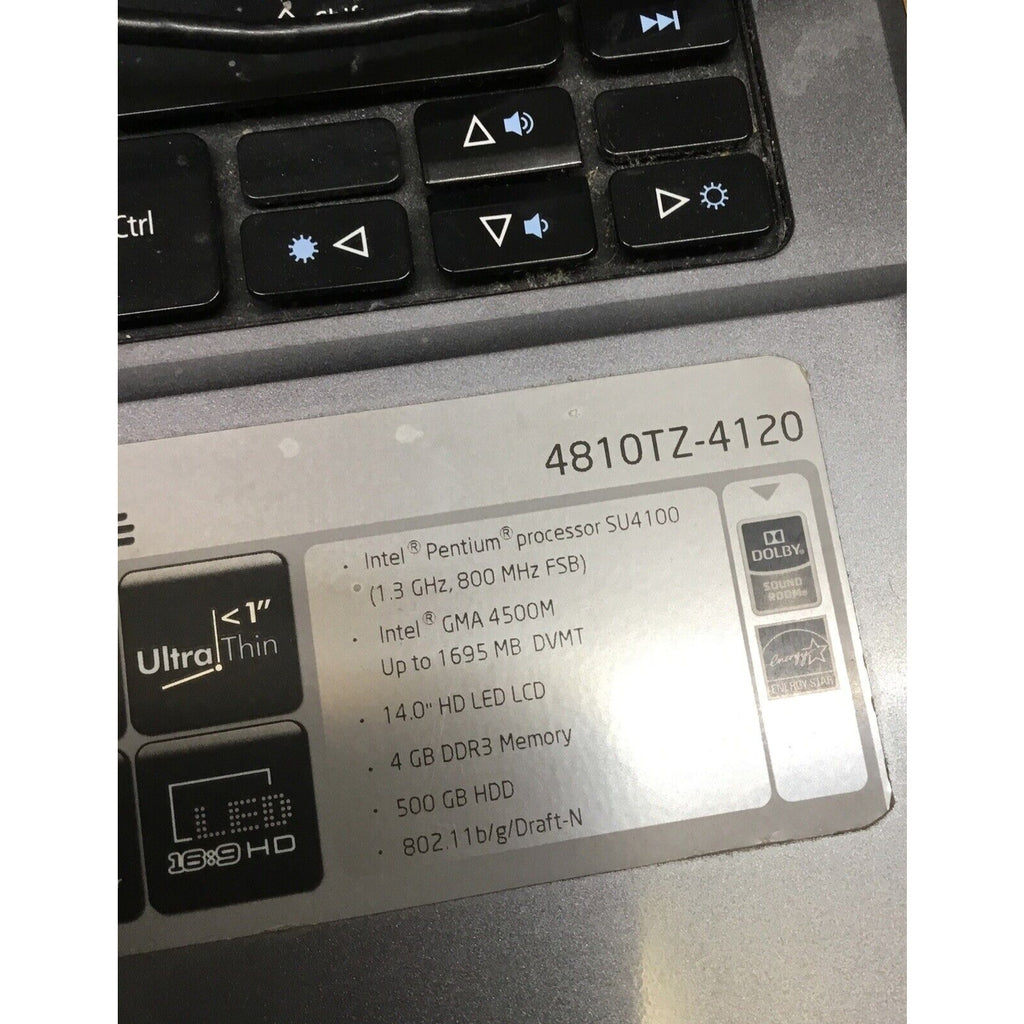 Shift
Ctrl
4810TZ-4120
Intel® Pentium® processor SU4100
(1.3 GHz, 800 MHz FSB)
Intel® GMA 4500M
Up to 1695 MB DVMT
14.0" HD LED LCD
4 GB DDR3 Memory
500 GB HDD
802.11b/g/Draft-N
<1"
Ultra Thin
LED
16:9 HD
DOLBY®
SOUND
ROOM®
energy
ENERGY STAR